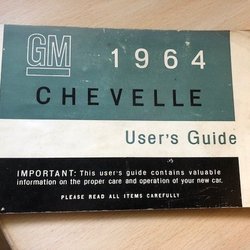 GM 1964
CHEVELLE
User's Guide
IMPORTANT: This user's guide contains valuable
information on the proper care and operation of your new car.
PLEASE READ ALL ITEMS CAREFULLY